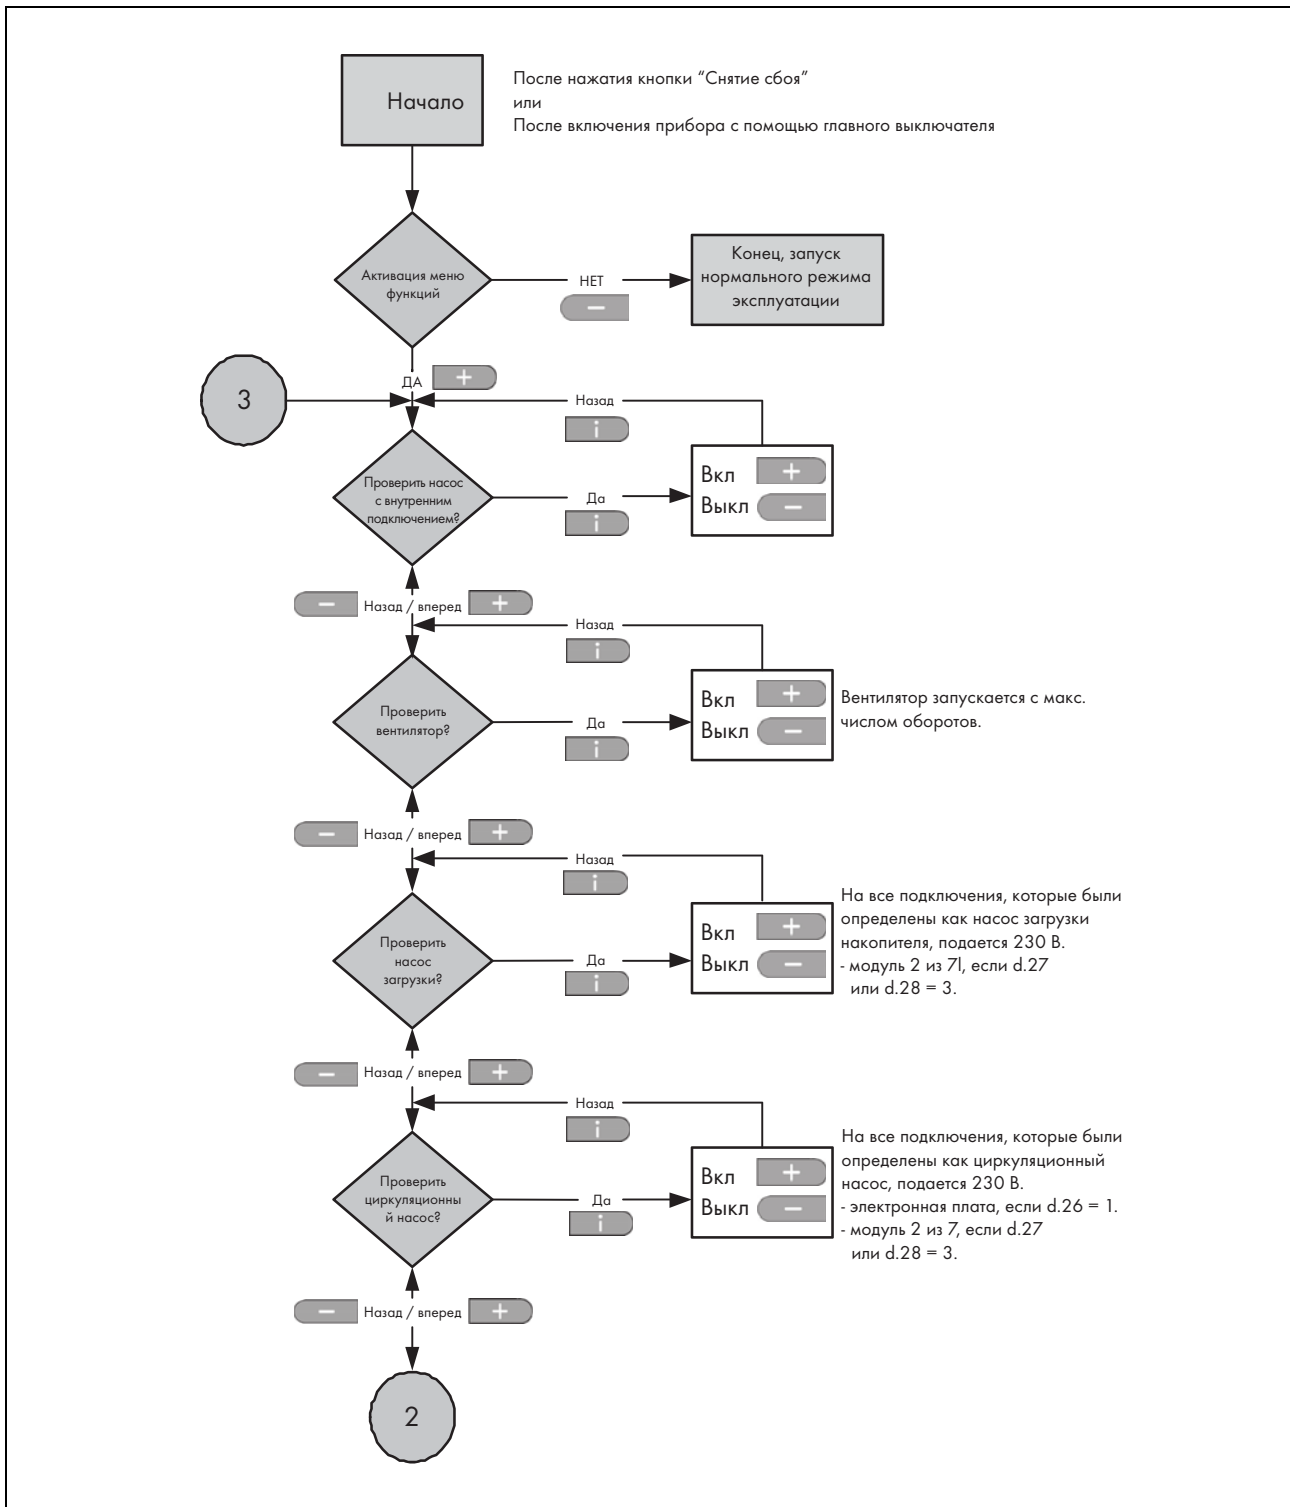 Начало
После нажатия кнопки “Снятие сбоя”
или
После включения прибора с помощью главного выключателя
Активация меню
функций
НЕТ
−
Конец, запуск
нормального режима
эксплуатации
ДА +
3
Назад
i
Проверить насос
с внутренним
подключением?
Да
i
Вкл +
Выкл −
− Назад / вперед +
Назад
i
Проверить
вентилятор?
Да
i
Вкл +
Выкл −
Вентилятор запускается с макс.
числом оборотов.
− Назад / вперед +
Назад
i
Проверить
насос
загрузки?
Да
i
Вкл +
Выкл −
На все подключения, которые были
определены как насос загрузки
накопителя, подается 230 В.
- модуль 2 из 7l, если d.27
или d.28 = 3.
− Назад / вперед +
Назад
i
Проверить
циркуляционны
й насос?
Да
i
Вкл +
Выкл −
На все подключения, которые были
определены как циркуляционный
насос, подается 230 В.
- электронная плата, если d.26 = 1.
- модуль 2 из 7, если d.27
или d.28 = 3.
− Назад / вперед +
2